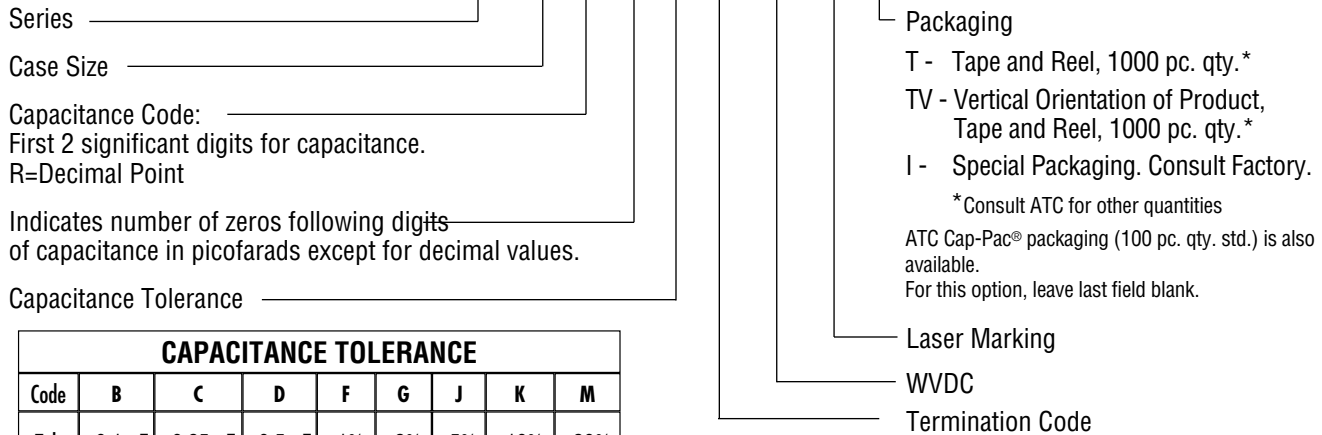 Series
Case Size
Capacitance Code:
First 2 significant digits for capacitance.
R=Decimal Point
Indicates number of zeros following digits
of capacitance in picofarads except for decimal values.
Capacitance Tolerance
CAPACITANCE TOLERANCE
Code B C D F G J K M
Packaging
T - Tape and Reel, 1000 pc. qty.*
TV - Vertical Orientation of Product,
Tape and Reel, 1000 pc. qty.*
I - Special Packaging. Consult Factory.
*Consult ATC for other quantities
ATC Cap-Pac® packaging (100 pc. qty. std.) is also
available.
For this option, leave last field blank.
Laser Marking
WVDC
Termination Code